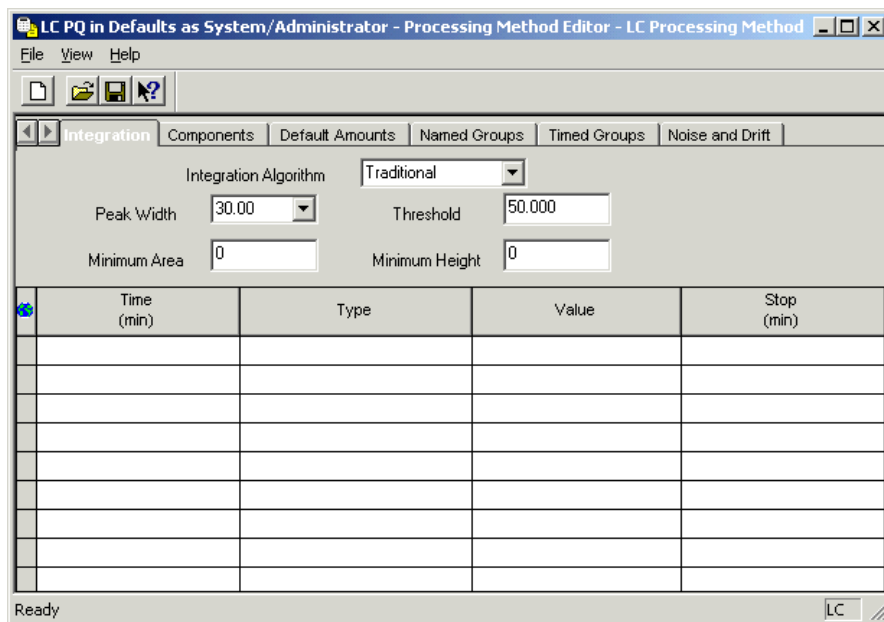 LC PQ in Defaults as System/Administrator - Processing Method Editor - LC Processing Method
File View Help
Integration Components Default Amounts Named Groups Timed Groups Noise and Drift
Integration Algorithm Traditional
Peak Width 30.00 Threshold 50.000
Minimum Area 0 Minimum Height 0
Time (min) Type Value Stop (min)
Ready LC